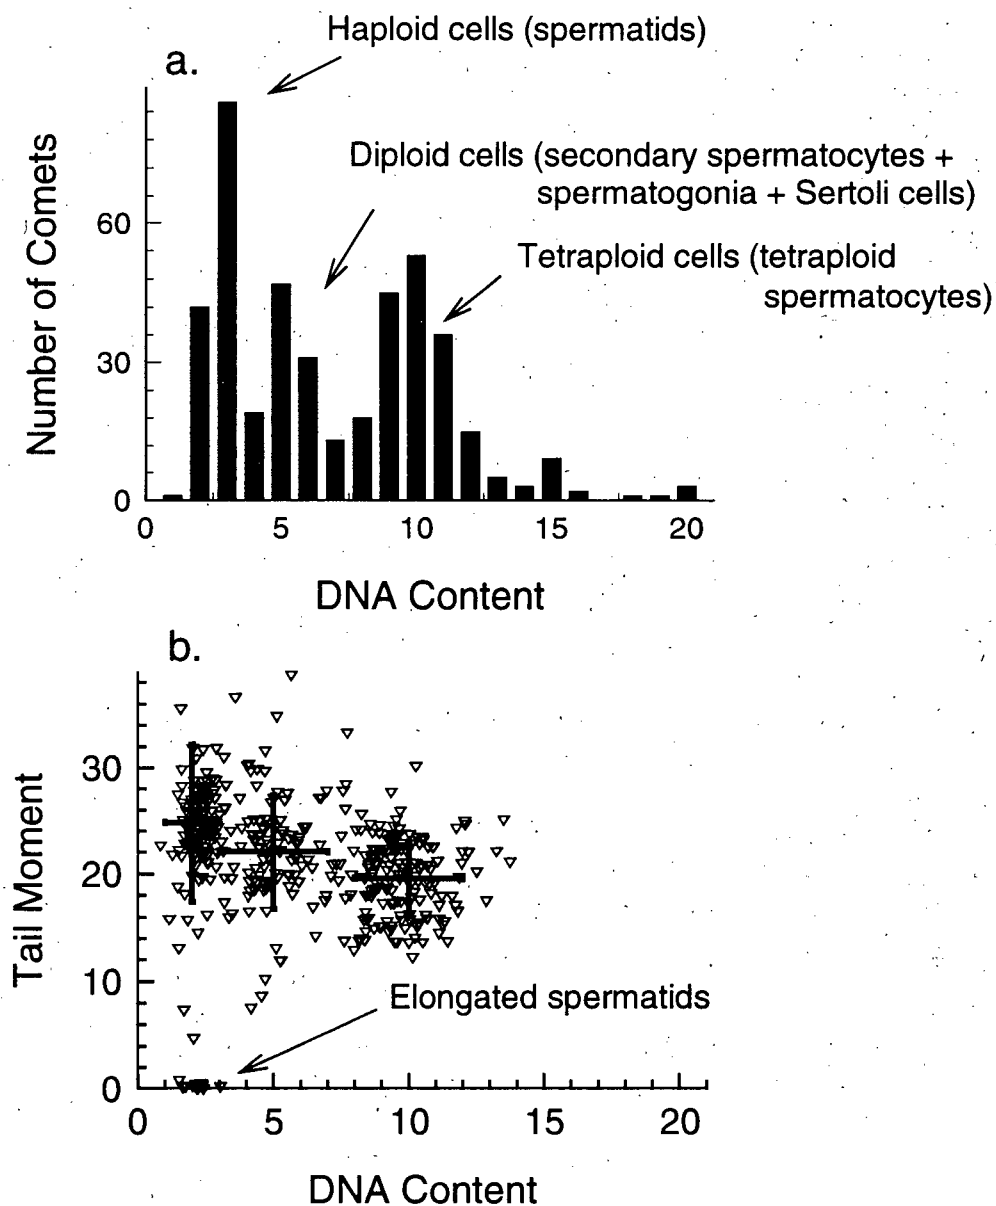 Haploid cells (spermatids)
a.
Diploid cells (secondary spermatocytes +
spermatogonia + Sertoli cells)
Tetraploid cells (tetraploid
spermatocytes)
Number of Comets
60
30
0
0 5 10 15 20
DNA Content
b.
Tail Moment
30
20
10
0
Elongated spermatids
0 5 10 15 20
DNA Content